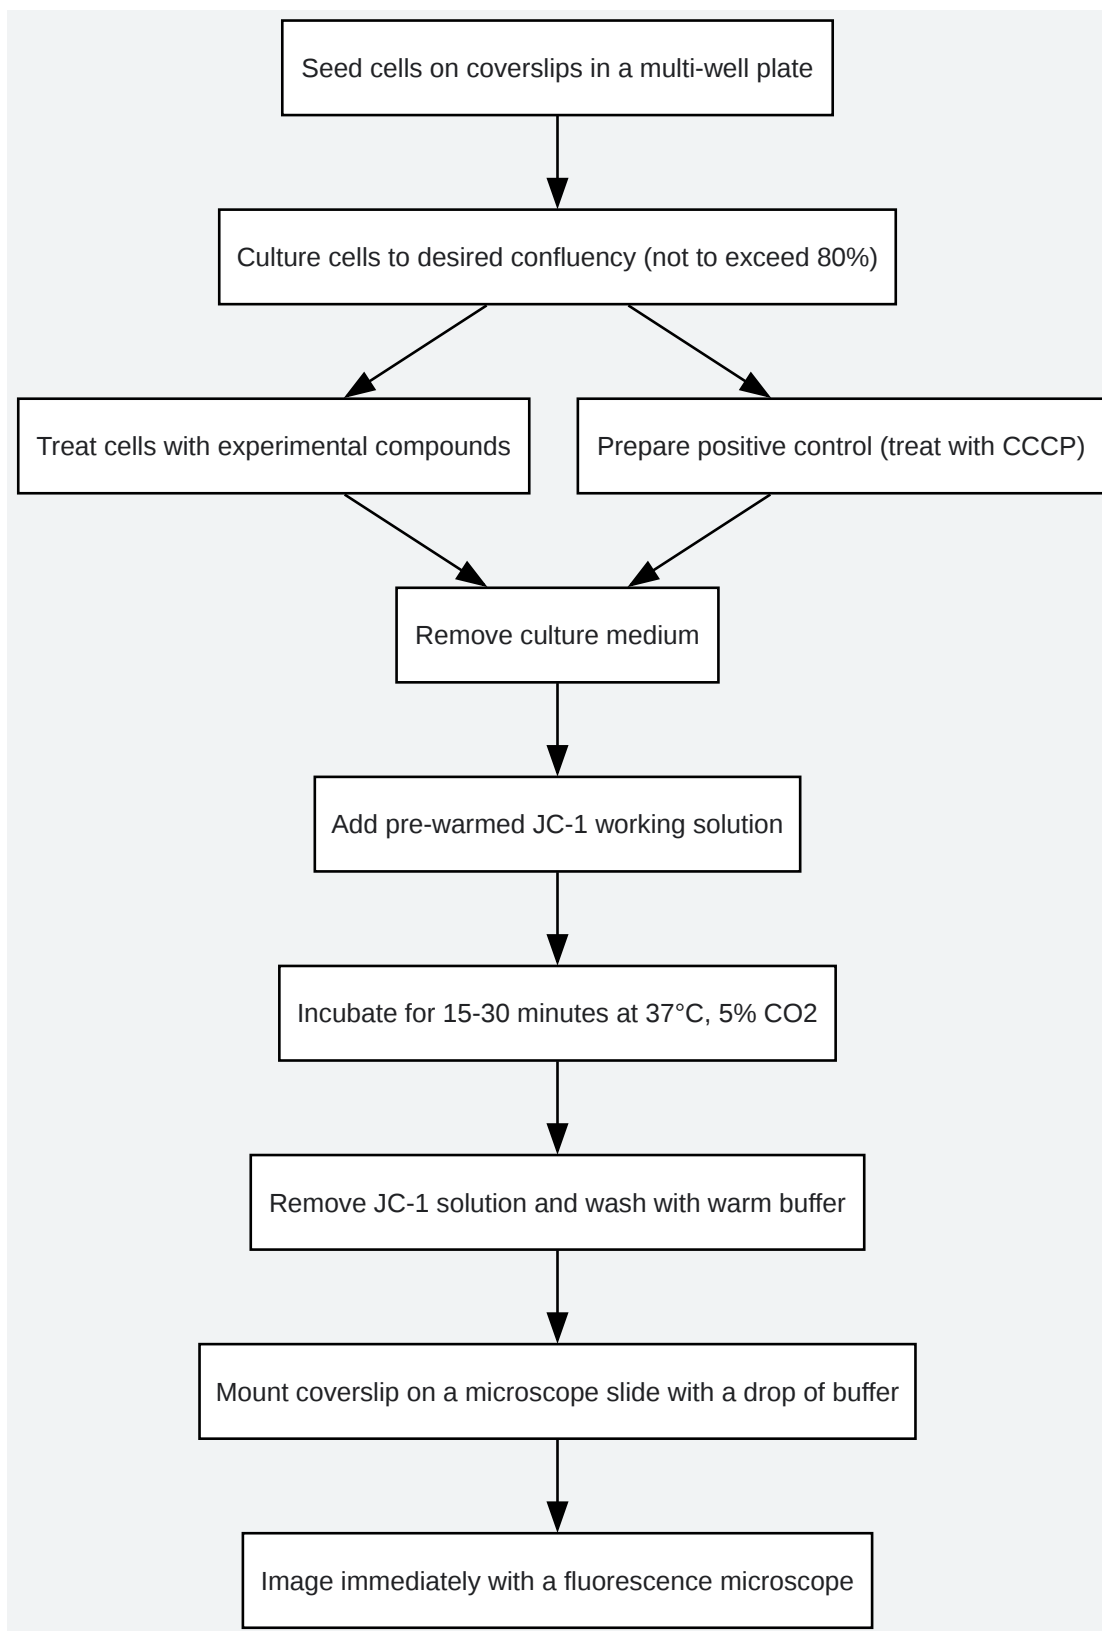 Seed cells on coverslips in a multi-well plate
Culture cells to desired confluency (not to exceed 80%)
Treat cells with experimental compounds
Prepare positive control (treat with CCCP)
Remove culture medium
Add pre-warmed JC-1 working solution
Incubate for 15-30 minutes at 37°C, 5% CO2
Remove JC-1 solution and wash with warm buffer
Mount coverslip on a microscope slide with a drop of buffer
Image immediately with a fluorescence microscope